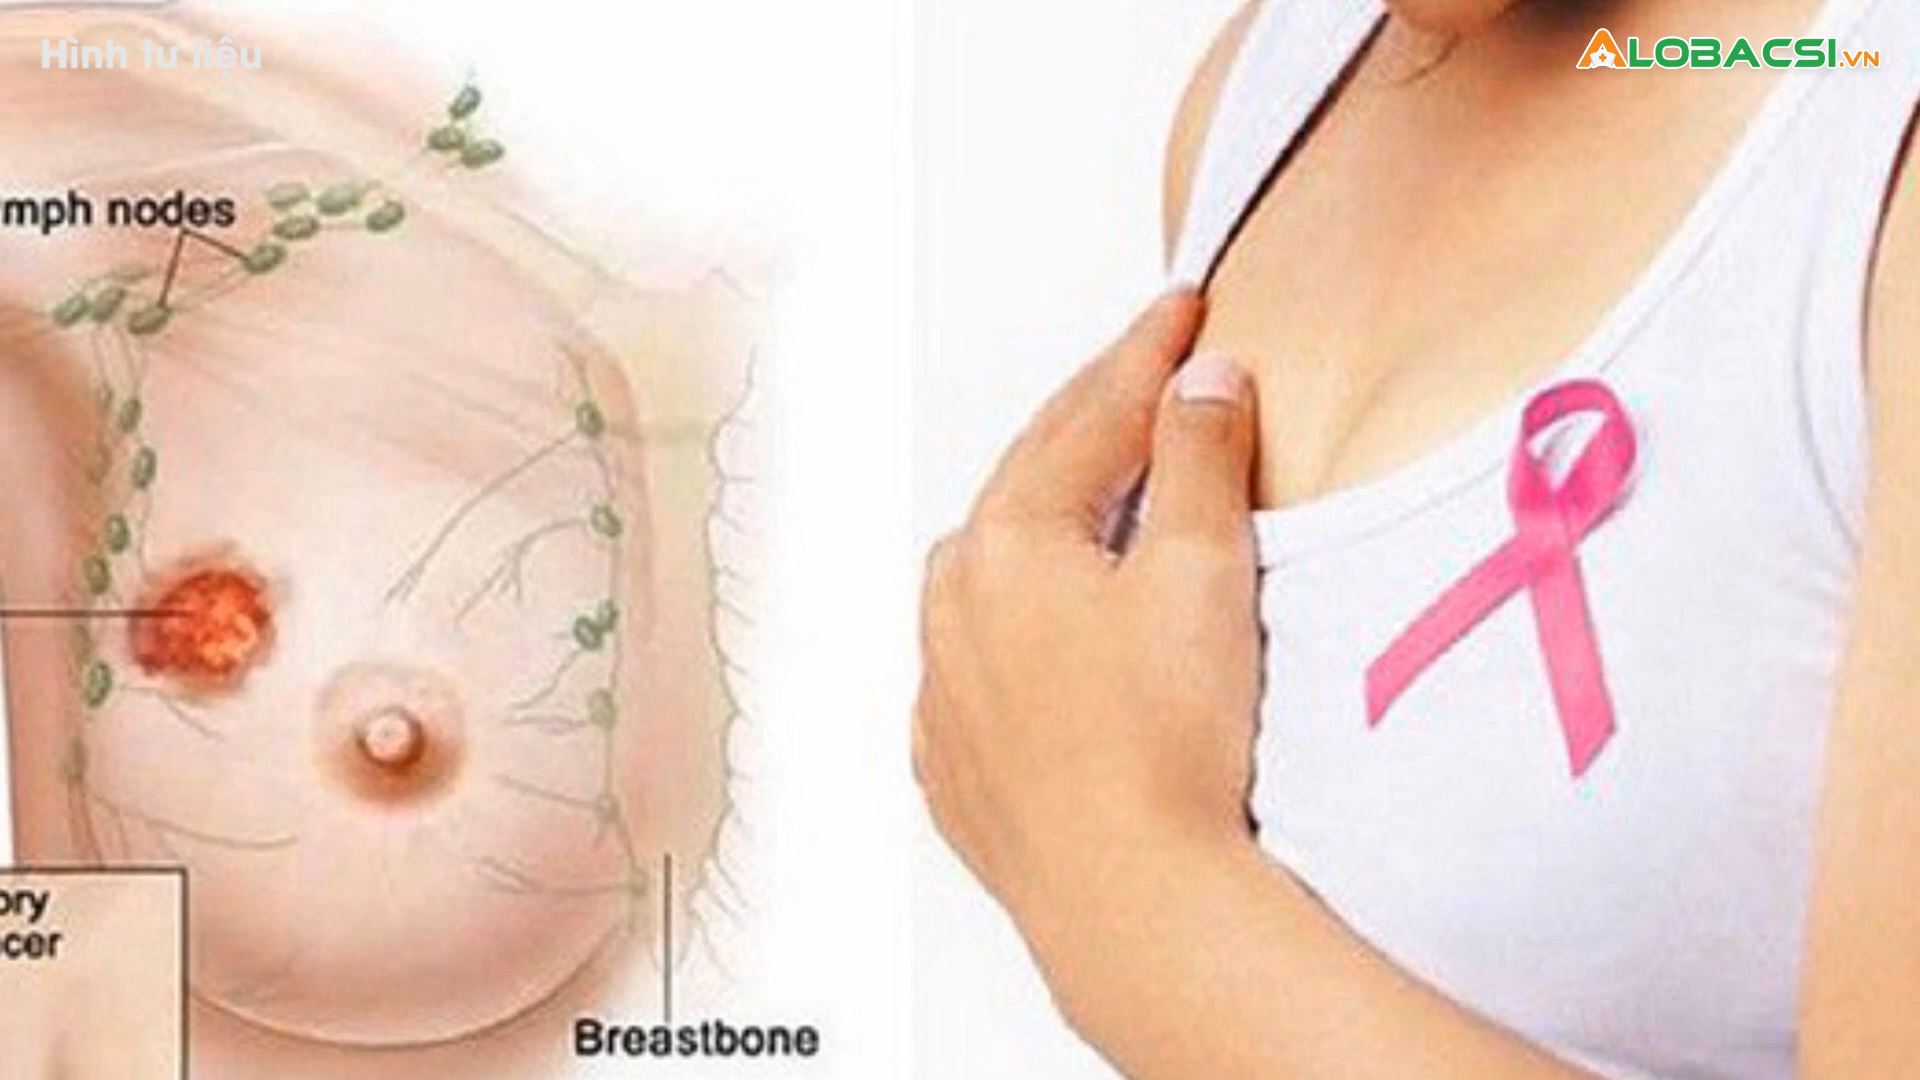 Hình tư liệu
ALOBACSI.VN
mph nodes
ory
cer
Breastbone